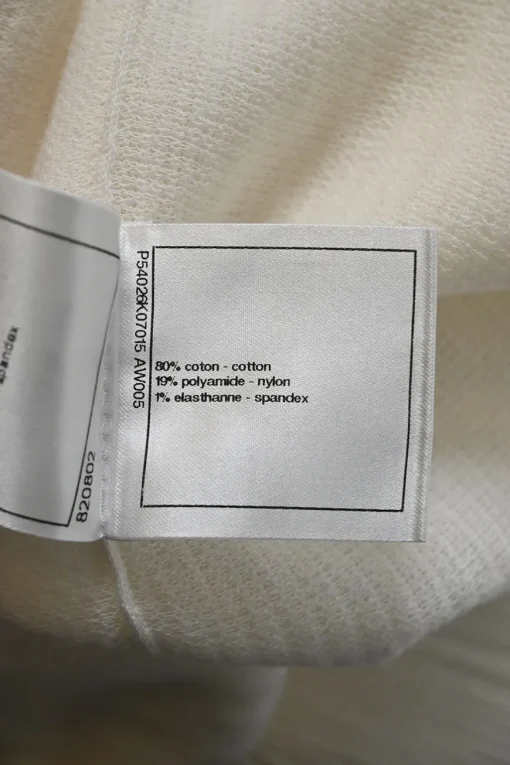 spandex
820802
P54026K07015 AW005
80% coton - cotton
19% polyamide - nylon
1% elasthanne - spandex